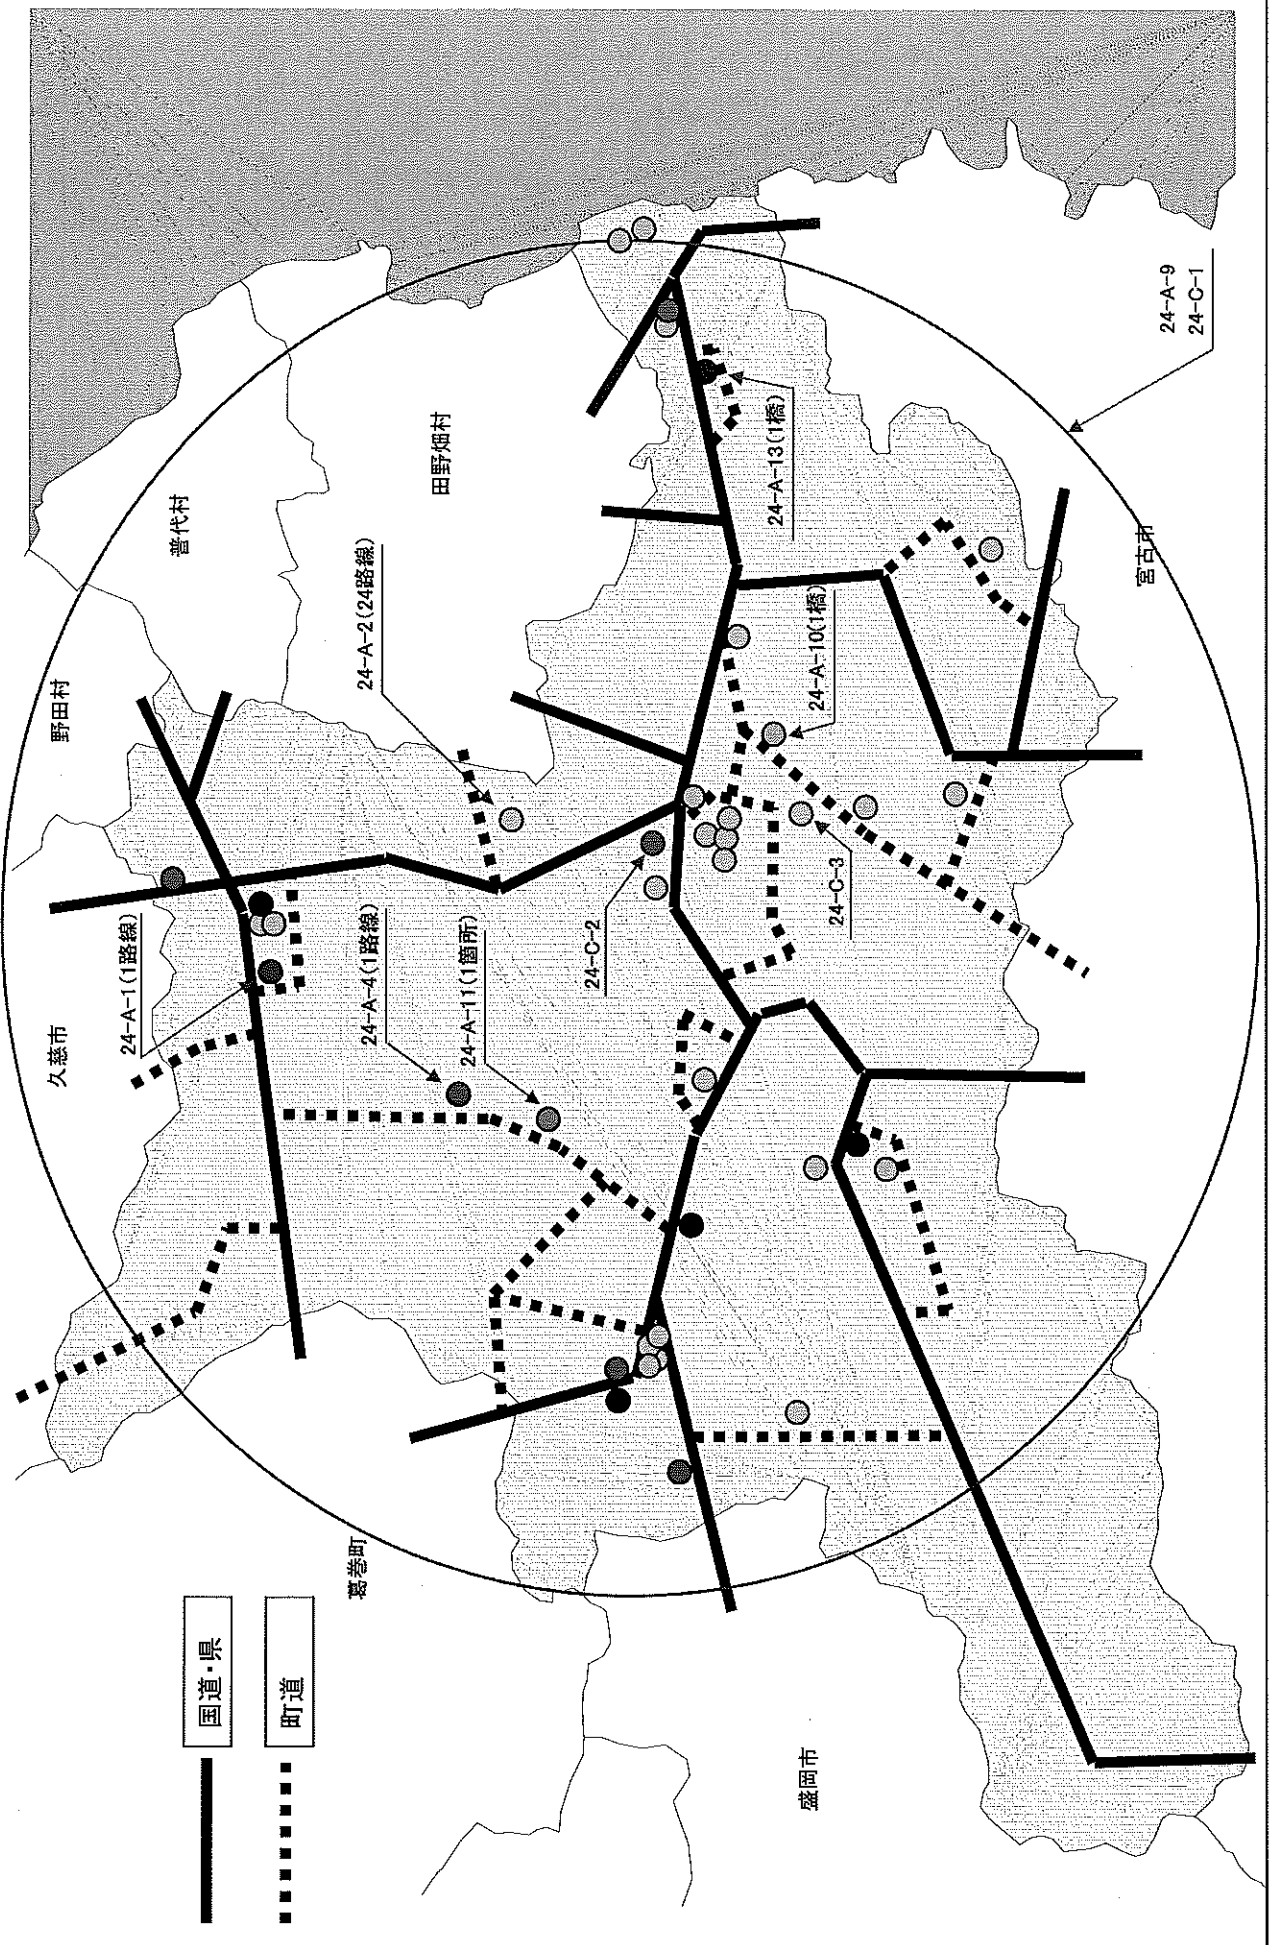 国道・県
町道
葛巻町
盛岡市
久慈市
野田村
普代村
田野畑村
宮古市
24-A-1(1路線)
24-A-4(1路線)
24-A-11(1箇所)
24-A-2(24路線)
24-C-2
24-C-3
24-A-10(1橋)
24-A-13(1橋)
24-A-9
24-C-1